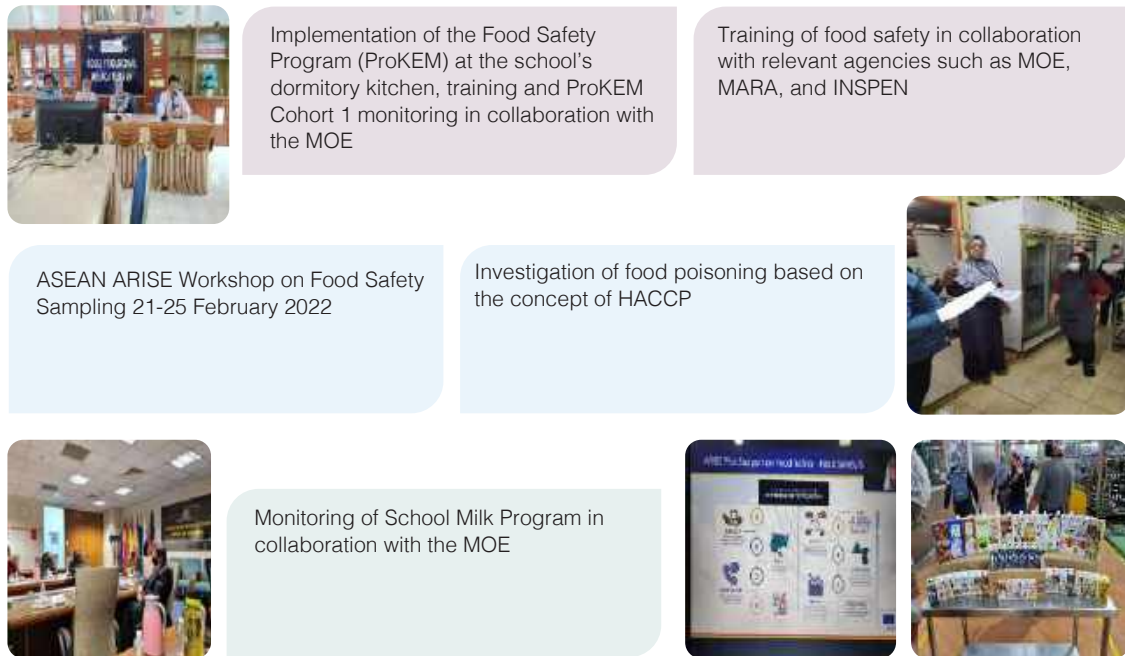 Implementation of the Food Safety
Program (ProKEM) at the school's
dormitory kitchen, training and ProKEM
Cohort 1 monitoring in collaboration with
the MOE
Training of food safety in collaboration
with relevant agencies such as MOE,
MARA, and INSPEN
ASEAN ARISE Workshop on Food Safety
Sampling 21-25 February 2022
Investigation of food poisoning based on
the concept of HACCP
Monitoring of School Milk Program in
collaboration with the MOE